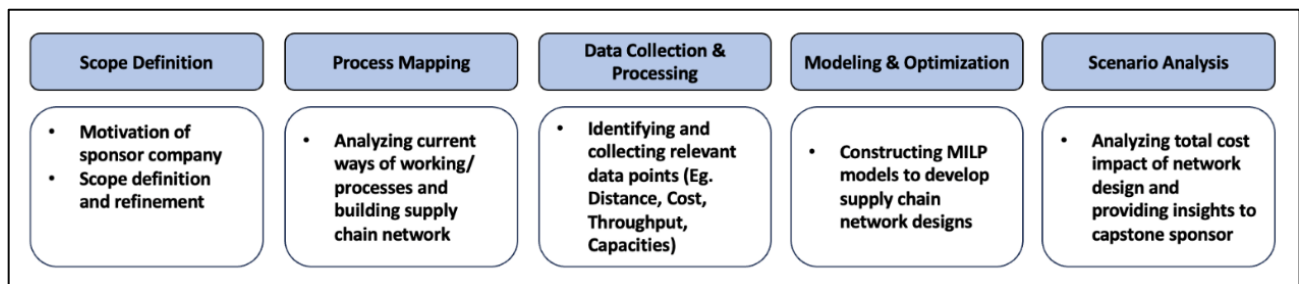 Scope Definition
Process Mapping
Data Collection &
Processing
Modeling & Optimization
Scenario Analysis
• Motivation of
sponsor company
• Scope definition
and refinement
• Analyzing current
ways of working/
processes and
building supply
chain network
• Identifying and
collecting relevant
data points (Eg.
Distance, Cost,
Throughput,
Capacities)
• Constructing MILP
models to develop
supply chain
network designs
• Analyzing total cost
impact of network
design and
providing insights to
capstone sponsor